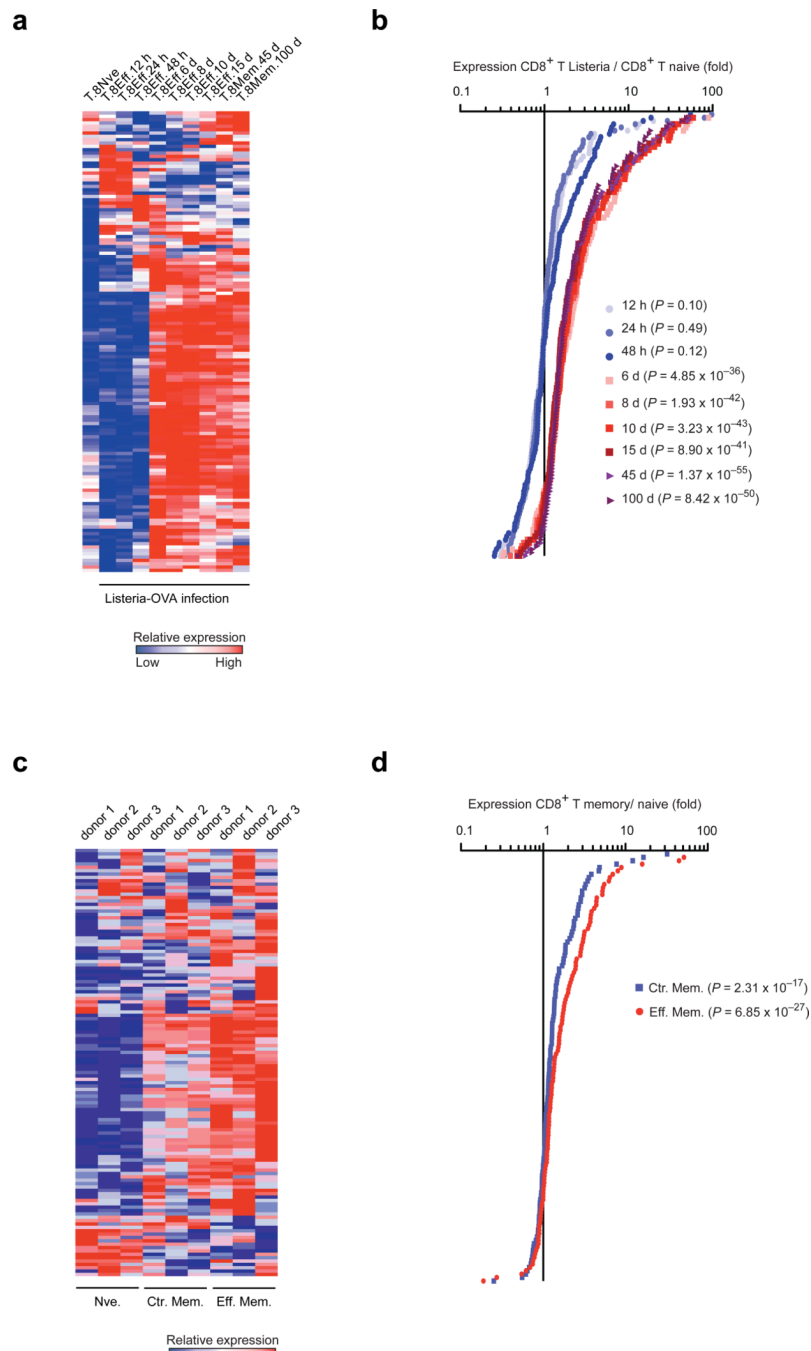 a
T.8Nve
T.8Eff.12 h
T.8Eff.24 h
T.8Eff.48 h
T.8Eff.6 d
T.8Eff.8 d
T.8Eff.10 d
T.8Eff.15 d
T.8Mem.45 d
T.8Mem.100 d
Listeria-OVA infection
Relative expression
Low High
b
Expression CD8+ T Listeria / CD8+ T naive (fold)
0.1 1 10 100
12 h (P = 0.10)
24 h (P = 0.49)
48 h (P = 0.12)
6 d (P = 4.85 x 10−36)
8 d (P = 1.93 x 10−42)
10 d (P = 3.23 x 10−43)
15 d (P = 8.90 x 10−41)
45 d (P = 1.37 x 10−55)
100 d (P = 8.42 x 10−50)
c
donor 1
donor 2
donor 3
donor 1
donor 2
donor 3
donor 1
donor 2
donor 3
Nve. Ctr. Mem. Eff. Mem.
Relative expression
d
Expression CD8+ T memory/ naive (fold)
0.1 1 10 100
Ctr. Mem. (P = 2.31 x 10−17)
Eff. Mem. (P = 6.85 x 10−27)